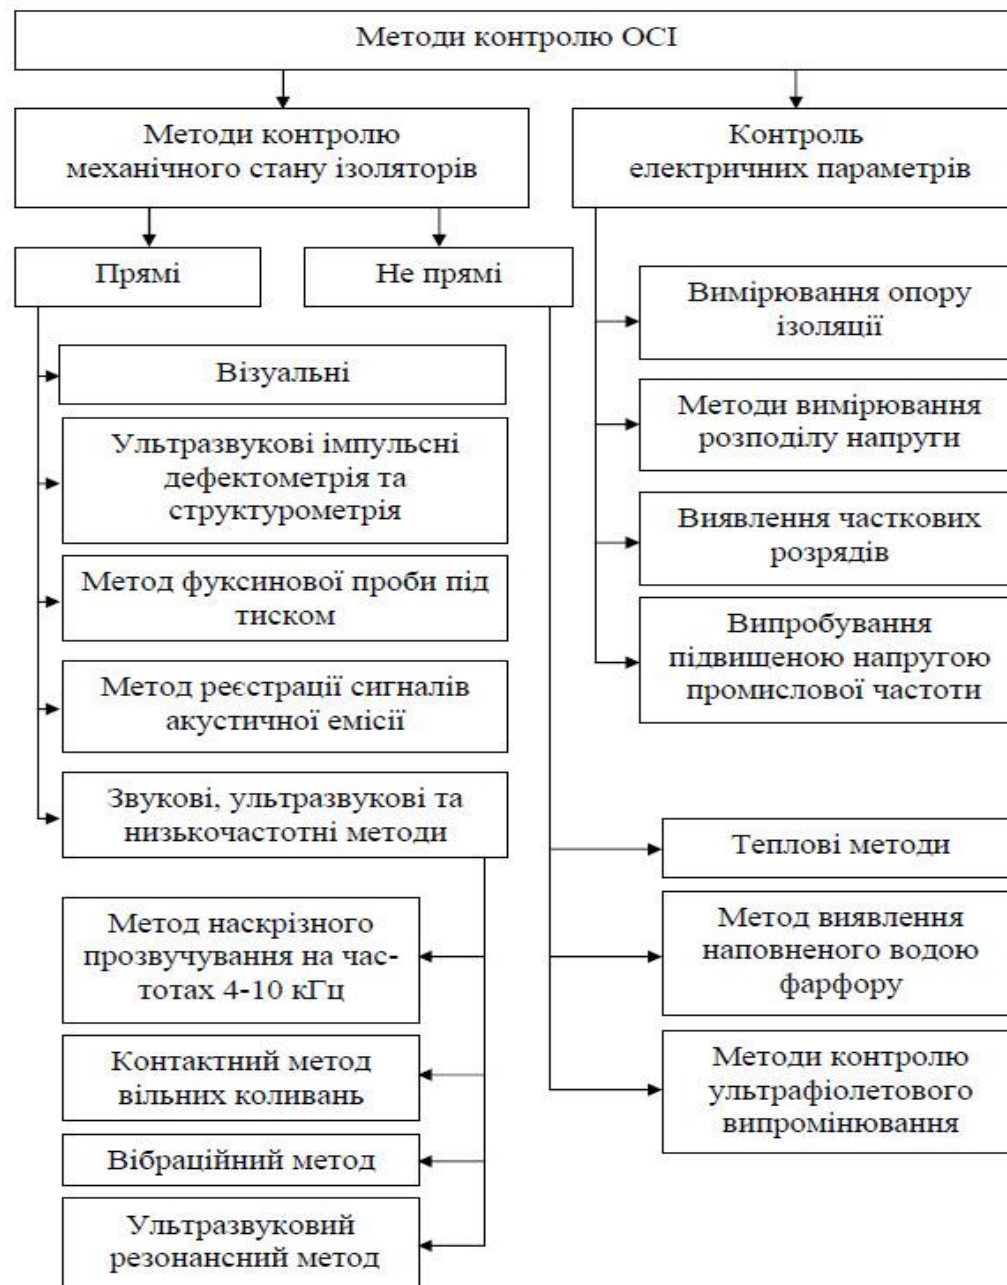 Методи контролю ОСІ
Методи контролю
механічного стану ізоляторів
Контроль
електричних параметрів
Прямі
Не прямі
Візуальні
Ультразвукові імпульсні
дефектометрія та
структурометрія
Метод фуксинової проби під
тиском
Метод реєстрації сигналів
акустичної емісії
Звукові, ультразвукові та
низькочастотні методи
Метод наскрізного
прозвучування на час-
тотах 4-10 кГц
Контактний метод
вільних коливань
Вібраційний метод
Ультразвуковий
резонансний метод
Вимірювання опору
ізоляції
Методи вимірювання
розподілу напруги
Виявлення часткових
розрядів
Випробування
підвищеною напругою
промислової частоти
Теплові методи
Метод виявлення
наповненого водою
фарфору
Методи контролю
ультрафіолетового
випромінювання